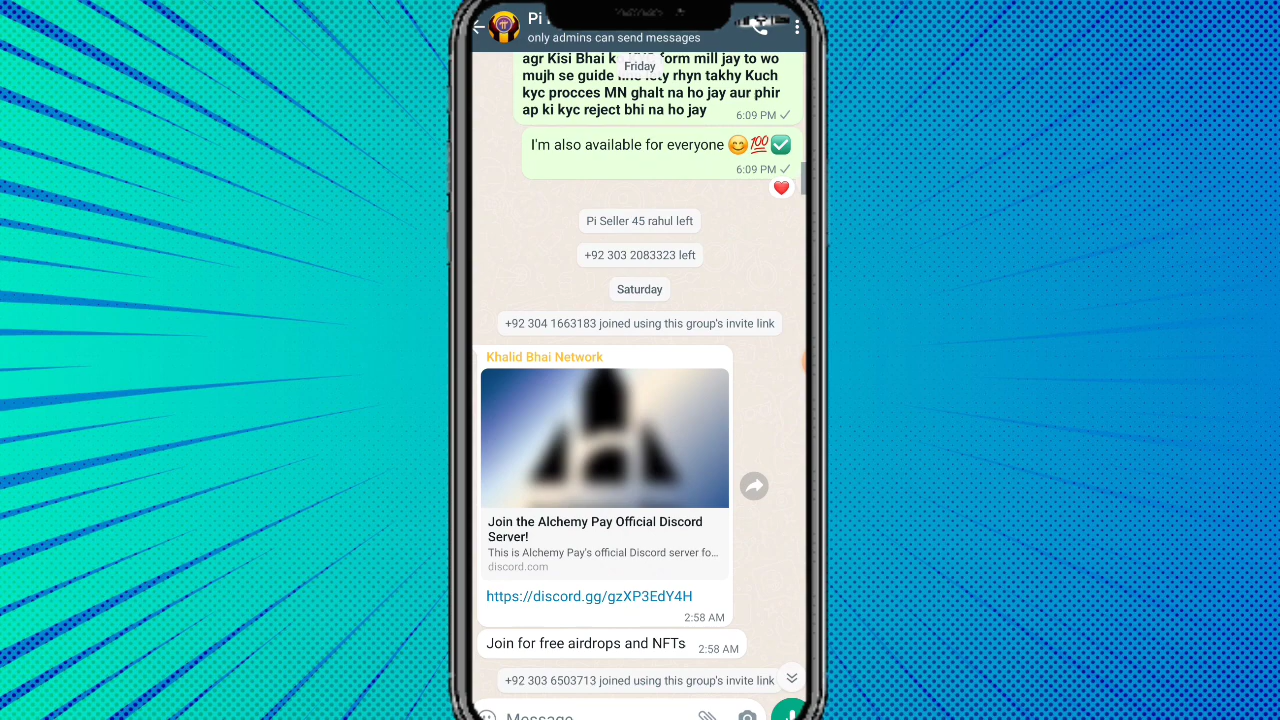 Pi
only admins can send messages
agr Kisi Bhai form mill jay to wo
Friday
mujh se guide rhyn takhy Kuch
kyc procces MN ghalt na ho jay aur phir
ap ki kyc reject bhi na ho jay
6:09 PM
I'm also available for everyone 😊💯✅
6:09 PM
Pi Seller 45 rahul left
+92 303 2083323 left
Saturday
+92 304 1663183 joined using this group's invite link
Khalid Bhai Network
Join the Alchemy Pay Official Discord
Server!
This is Alchemy Pay's official Discord server fo...
discord.com
https://discord.gg/gzXP3EdY4H
2:58 AM
Join for free airdrops and NFTs
2:58 AM
+92 303 6503713 joined using this group's invite link
Message